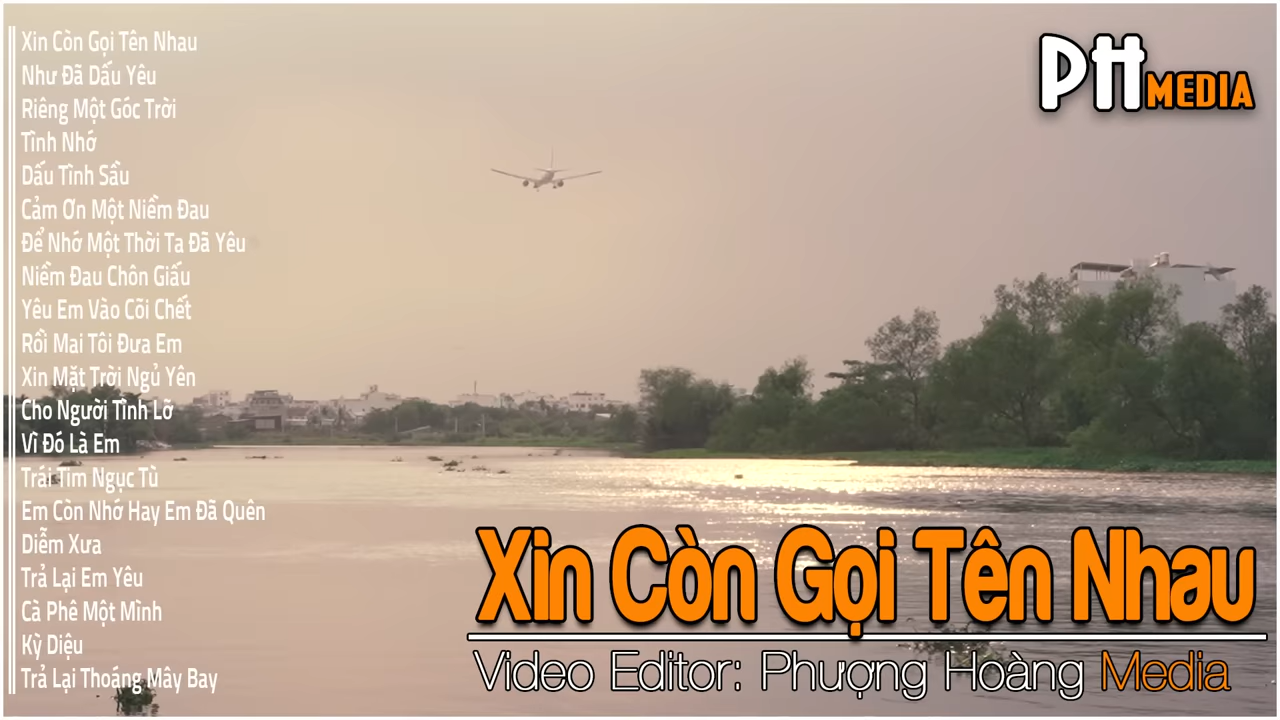 Xin Còn Gọi Tên Nhau
Như Đã Dấu Yêu
Riêng Một Góc Trời
Tình Nhớ
Dấu Tình Sầu
Cảm Ơn Một Niềm Đau
Để Nhớ Một Thời Ta Đã Yêu
Niềm Đau Chôn Giấu
Yêu Em Vào Cõi Chết
Rồi Mai Tôi Đưa Em
Xin Mặt Trời Ngủ Yên
Cho Người Tình Lỡ
Vì Đó Là Em
Trái Tim Ngục Tù
Em Còn Nhớ Hay Em Đã Quên
Diễm Xưa
Trả Lại Em Yêu
Cà Phê Một Mình
Kỳ Diệu
Trả Lại Thoáng Mây Bay
PH MEDIA
Xin Còn Gọi Tên Nhau
Video Editor: Phượng Hoàng Media